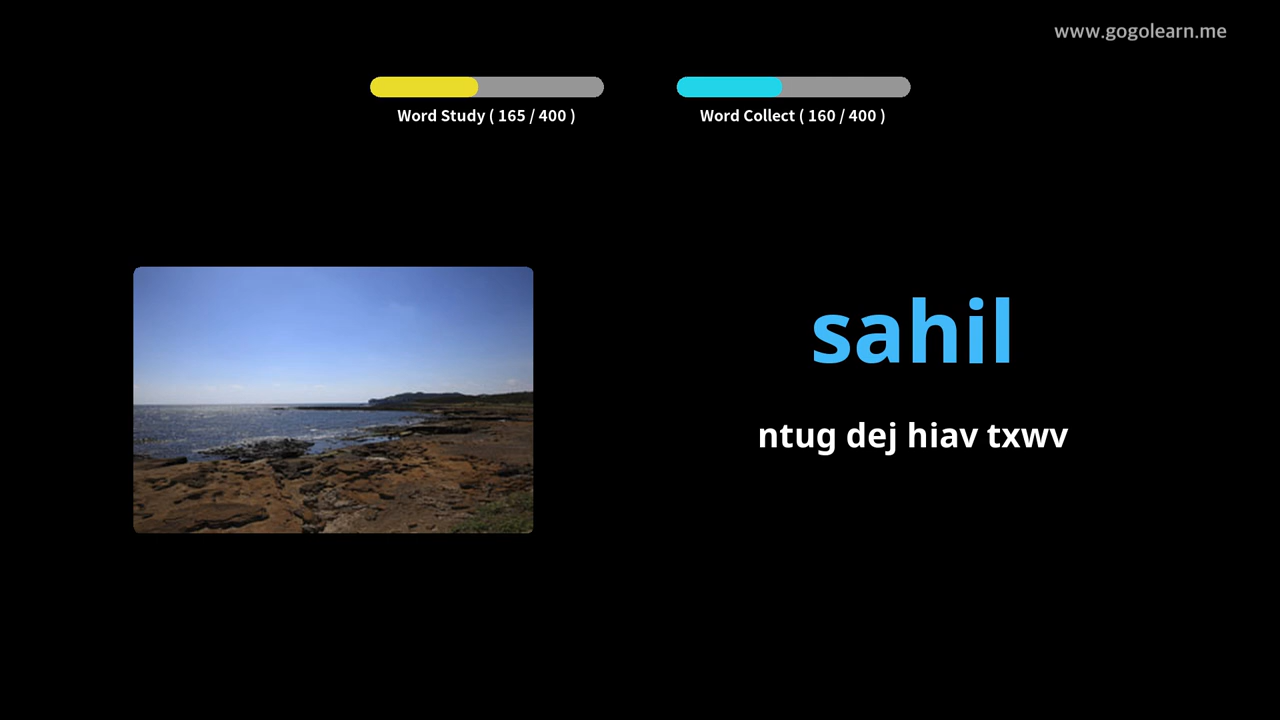 www.gogolearn.me
Word Study ( 165 / 400 )
Word Collect ( 160 / 400 )
sahil
ntug dej hiav txwv